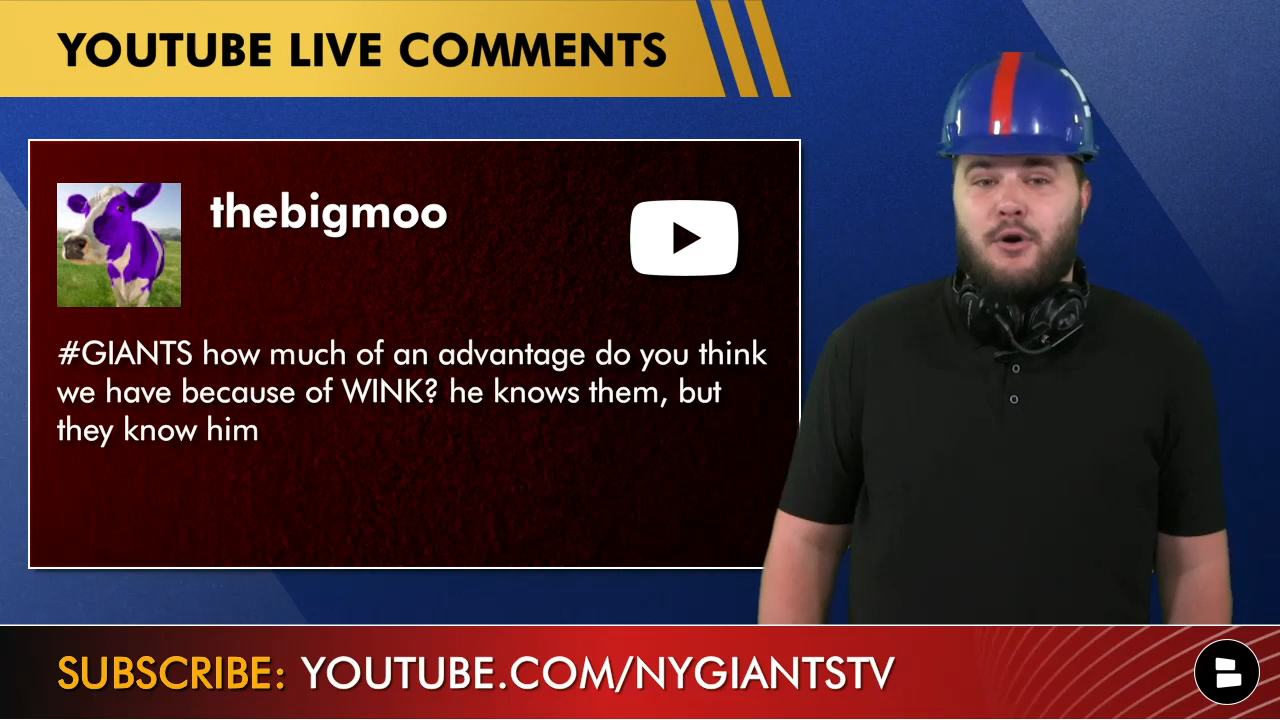 YOUTUBE LIVE COMMENTS
thebigmoo
#GIANTS how much of an advantage do you think
we have because of WINK? he knows them, but
they know him
SUBSCRIBE: YOUTUBE.COM/NYGIANTSTV